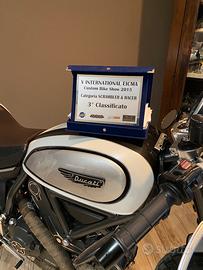 V INTERNATIONAL EICMA
Custom Bike Show 2015
Categoria SCRAMBLER & RACER
3° Classificato
Ducati